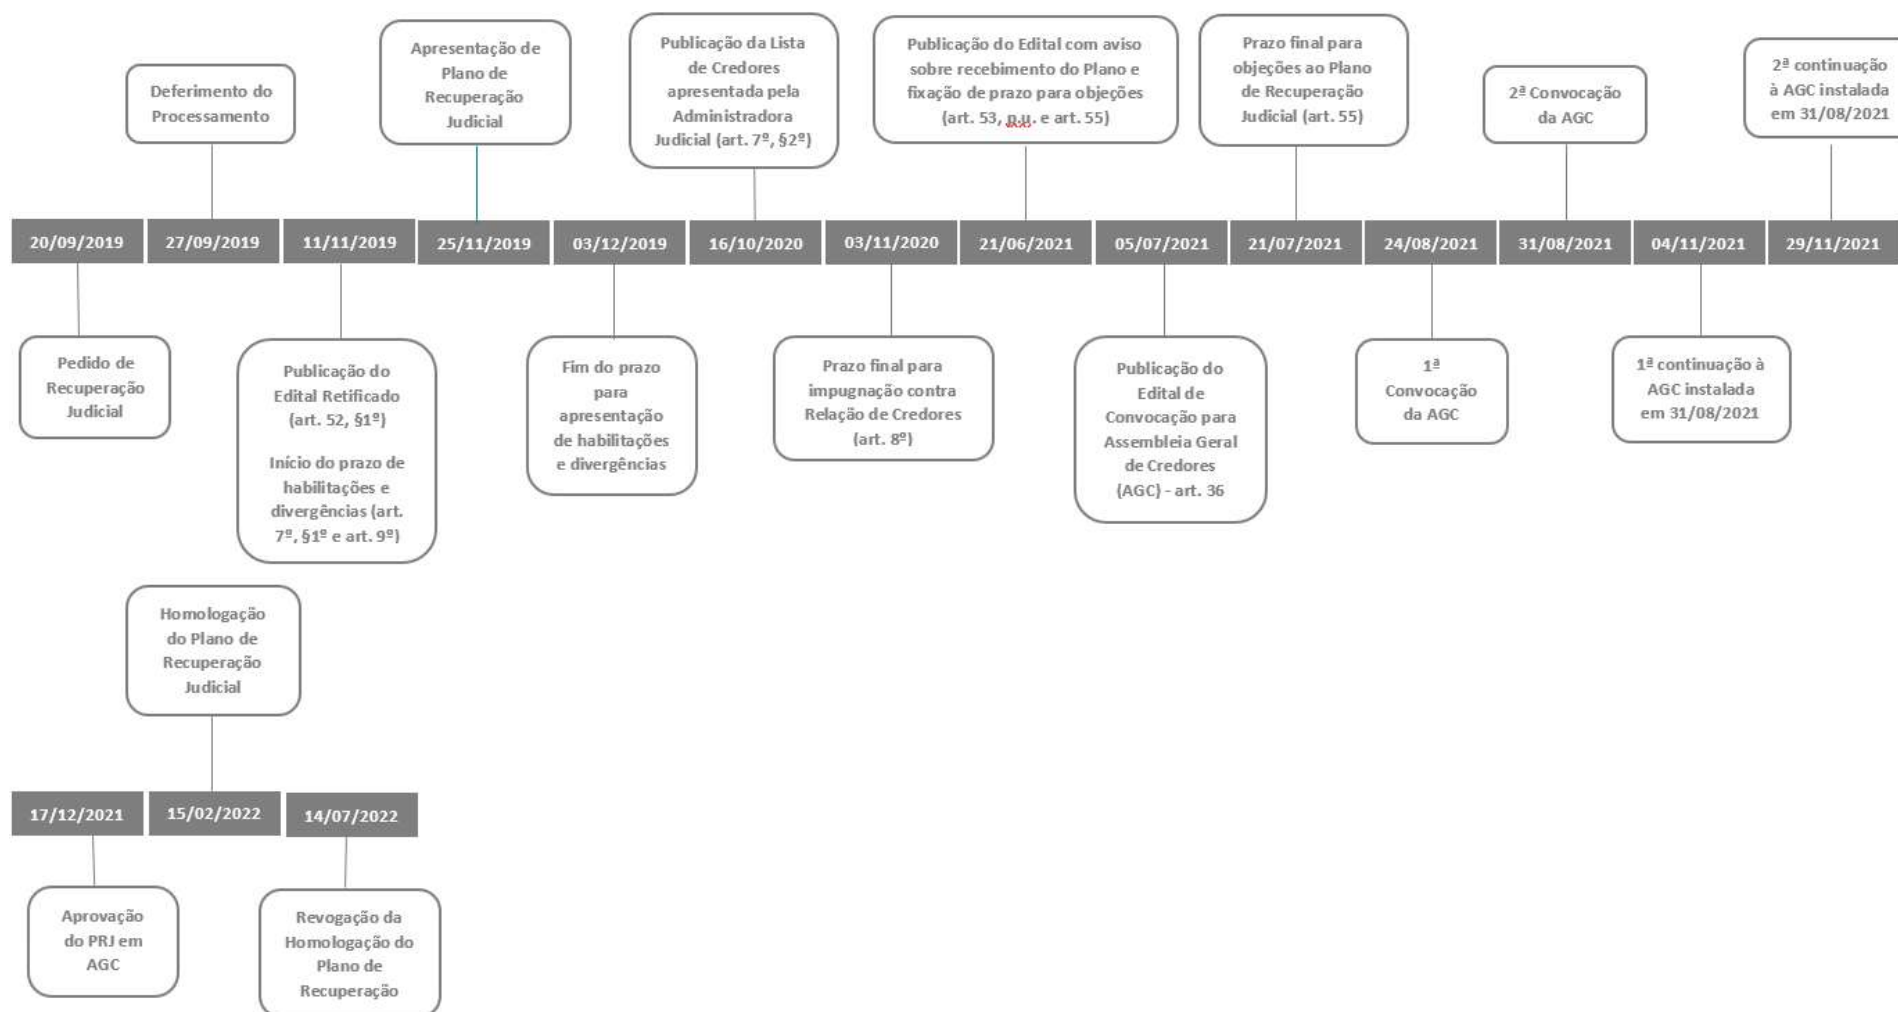 Deferimento do
Processamento
Apresentação de
Plano de
Recuperação
Judicial
Publicação da Lista
de Credores
apresentada pela
Administradora
Judicial (art. 7º, §2º)
Publicação do Edital com aviso
sobre recebimento do Plano e
fixação de prazo para objeções
(art. 53, p.u. e art. 55)
Prazo final para
objeções ao Plano
de Recuperação
Judicial (art. 55)
2ª Convocação
da AGC
2ª continuação
à AGC instalada
em 31/08/2021
20/09/2019
27/09/2019
11/11/2019
25/11/2019
03/12/2019
16/10/2020
03/11/2020
21/06/2021
05/07/2021
21/07/2021
24/08/2021
31/08/2021
04/11/2021
29/11/2021
Pedido de
Recuperação
Judicial
Publicação do
Edital Retificado
(art. 52, §1º)
Início do prazo de
habilitações e
divergências (art.
7º, §1º e art. 9º)
Fim do prazo
para
apresentação
de habilitações
e divergências
Prazo final para
impugnação contra
Relação de Credores
(art. 8º)
Publicação do
Edital de
Convocação para
Assembleia Geral
de Credores
(AGC) - art. 36
1ª
Convocação
da AGC
1ª continuação à
AGC instalada
em 31/08/2021
Homologação
do Plano de
Recuperação
Judicial
17/12/2021
15/02/2022
14/07/2022
Aprovação
do PRJ em
AGC
Revogação da
Homologação do
Plano de
Recuperação